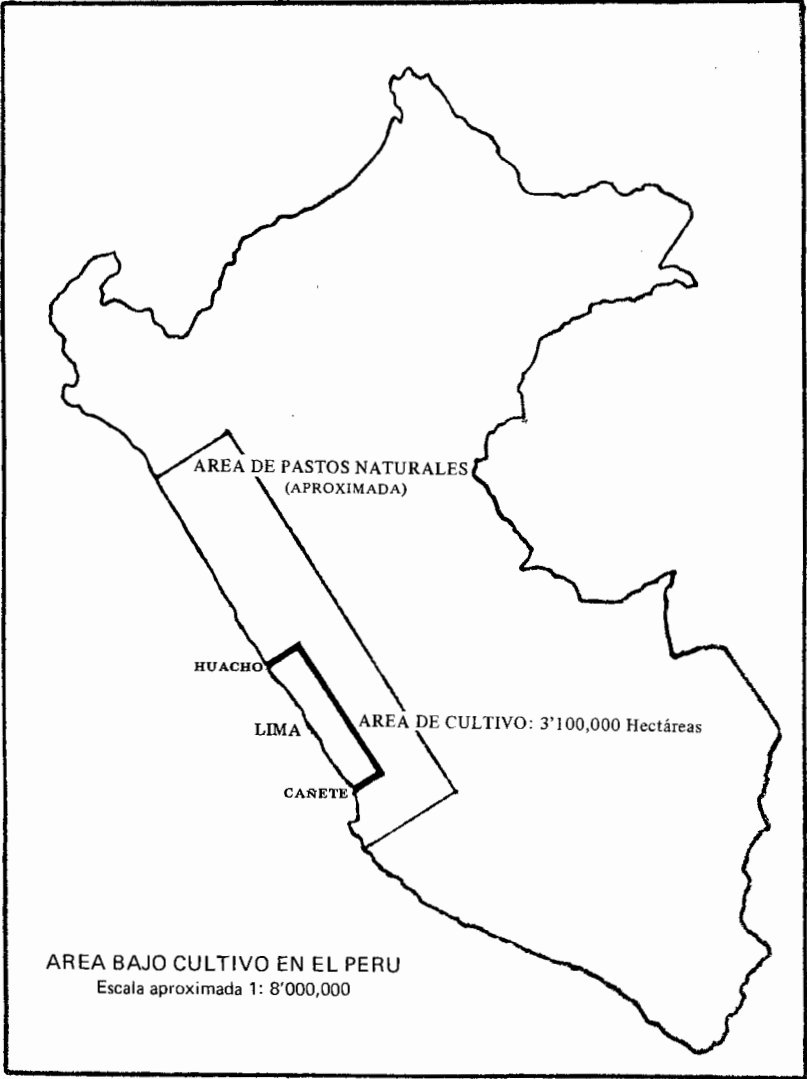 AREA DE PASTOS NATURALES
(APROXIMADA)
HUACHO
LIMA
AREA DE CULTIVO: 3'100,000 Hectáreas
CAÑETE
AREA BAJO CULTIVO EN EL PERU
Escala aproximada 1: 8'000,000